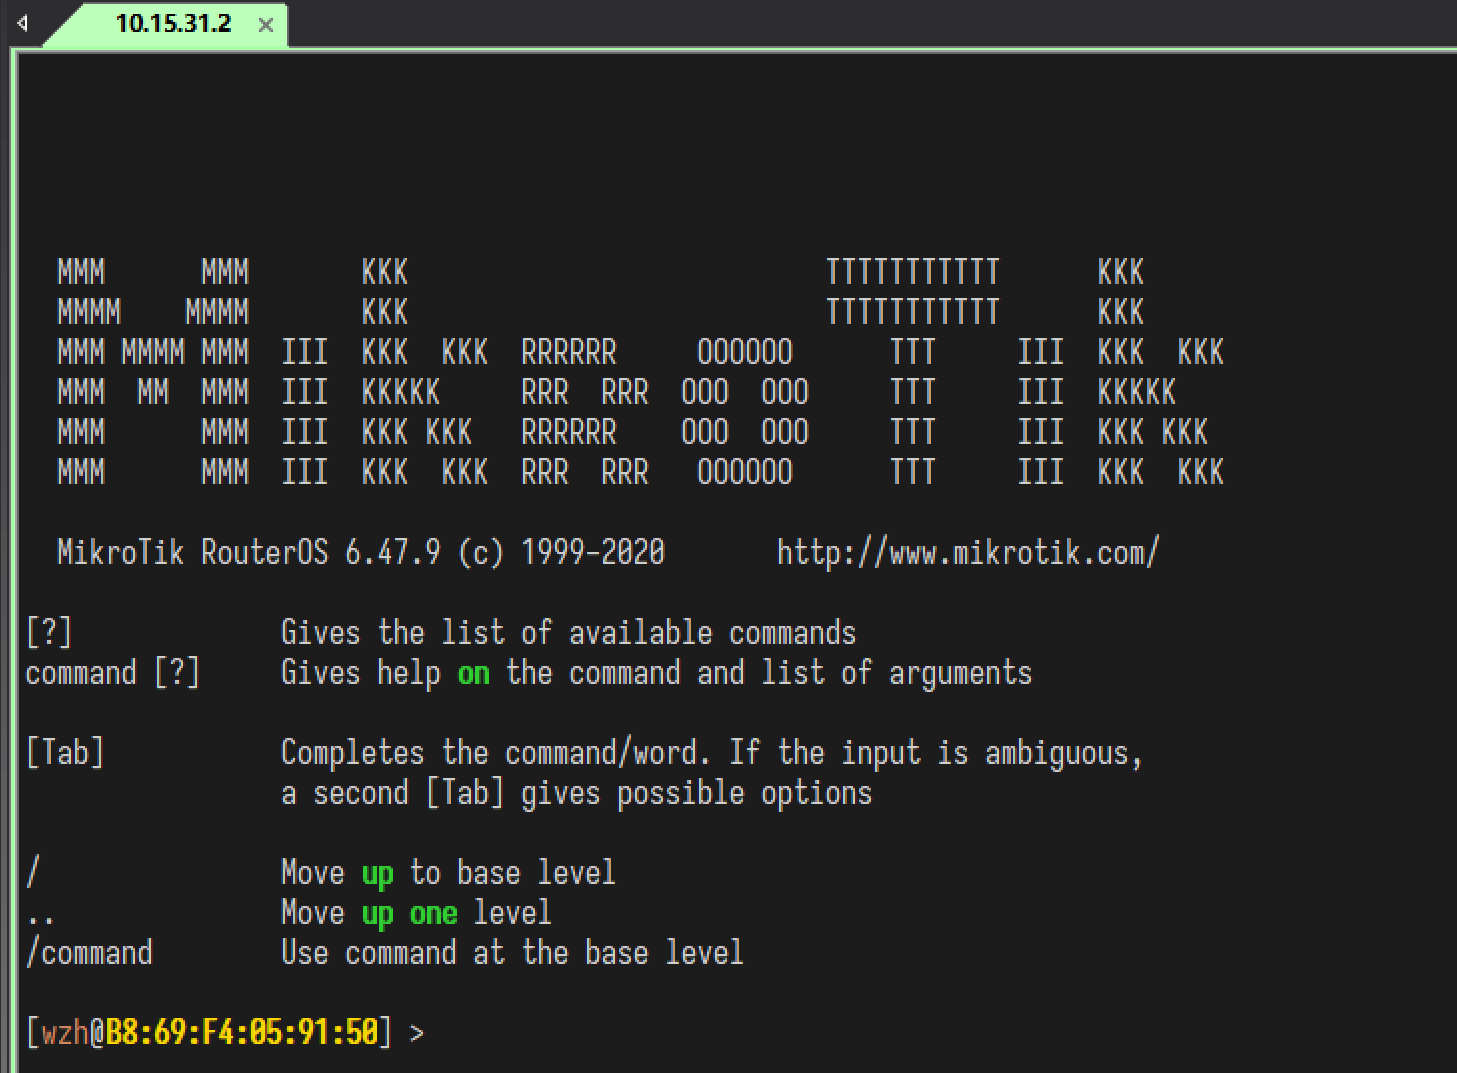 10.15.31.2 ×
  MMM      MMM       KKK                          TTTTTTTTTTT      KKK
  MMMM    MMMM       KKK                          TTTTTTTTTTT      KKK
  MMM MMMM MMM  III  KKK  KKK  RRRRRR     OOOOOO      TTT     III  KKK  KKK
  MMM  MM  MMM  III  KKKKK     RRR  RRR  OOO  OOO     TTT     III  KKKKK
  MMM      MMM  III  KKK KKK   RRRRRR    OOO  OOO     TTT     III  KKK KKK
  MMM      MMM  III  KKK  KKK  RRR  RRR   OOOOOO      TTT     III  KKK  KKK
  MikroTik RouterOS 6.47.9 (c) 1999-2020       http://www.mikrotik.com/
[?]             Gives the list of available commands
command [?]     Gives help on the command and list of arguments
[Tab]           Completes the command/word. If the input is ambiguous,
                a second [Tab] gives possible options
/               Move up to base level
..              Move up one level
/command        Use command at the base level
[wzh@B8:69:F4:05:91:50] >